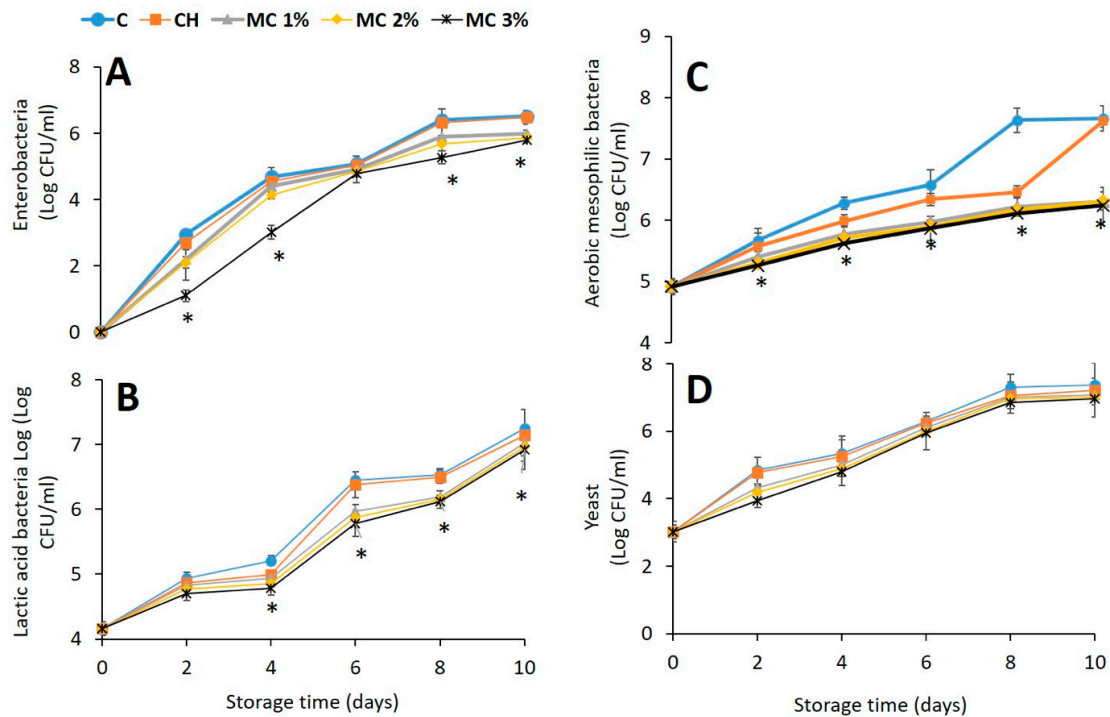 C CH MC 1% MC 2% MC 3%
A
Enterobacteria
(Log CFU/ml)
8
6
4
2
0
*
*
*
*
C
Aerobic mesophilic bacteria
(Log CFU/ml)
9
8
7
6
5
4
*
*
*
*
*
B
Lactic acid bacteria Log (Log
CFU/ml)
8
7
6
5
4
*
*
*
*
0 2 4 6 8 10
Storage time (days)
D
Yeast
(Log CFU/ml)
8
6
4
2
0
0 2 4 6 8 10
Storage time (days)